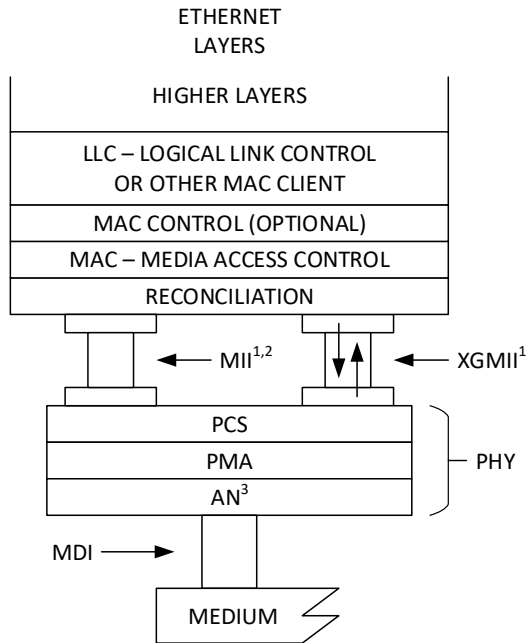 ETHERNET
LAYERS
HIGHER LAYERS
LLC – LOGICAL LINK CONTROL
OR OTHER MAC CLIENT
MAC CONTROL (OPTIONAL)
MAC – MEDIA ACCESS CONTROL
RECONCILIATION
MII1,2
XGMII1
PCS
PMA
AN3
PHY
MDI
MEDIUM